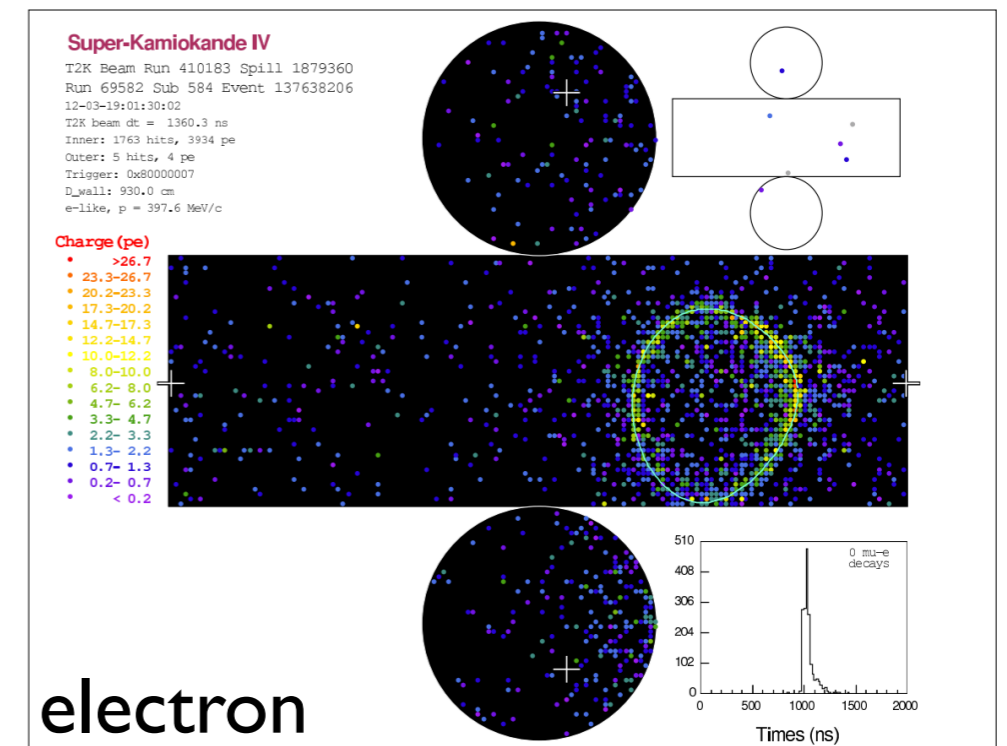 Super-Kamiokande IV
T2K Beam Run 410183 Spill 1879360
Run 69582 Sub 584 Event 137638206
12-03-19:01:30:02
T2K beam dt = 1360.3 ns
Inner: 1763 hits, 3934 pe
Outer: 5 hits, 4 pe
Trigger: 0x80000007
D_wall: 930.0 cm
e-like, p = 397.6 MeV/c
Charge(pe)
>26.7
23.3-26.7
20.2-23.3
17.3-20.2
14.7-17.3
12.2-14.7
10.0-12.2
8.0-10.0
6.2- 8.0
4.7- 6.2
3.3- 4.7
2.2- 3.3
1.3- 2.2
0.7- 1.3
0.2- 0.7
< 0.2
0 mu-e
decays
510
408
306
204
102
0
0 500 1000 1500 2000
Times (ns)
electron